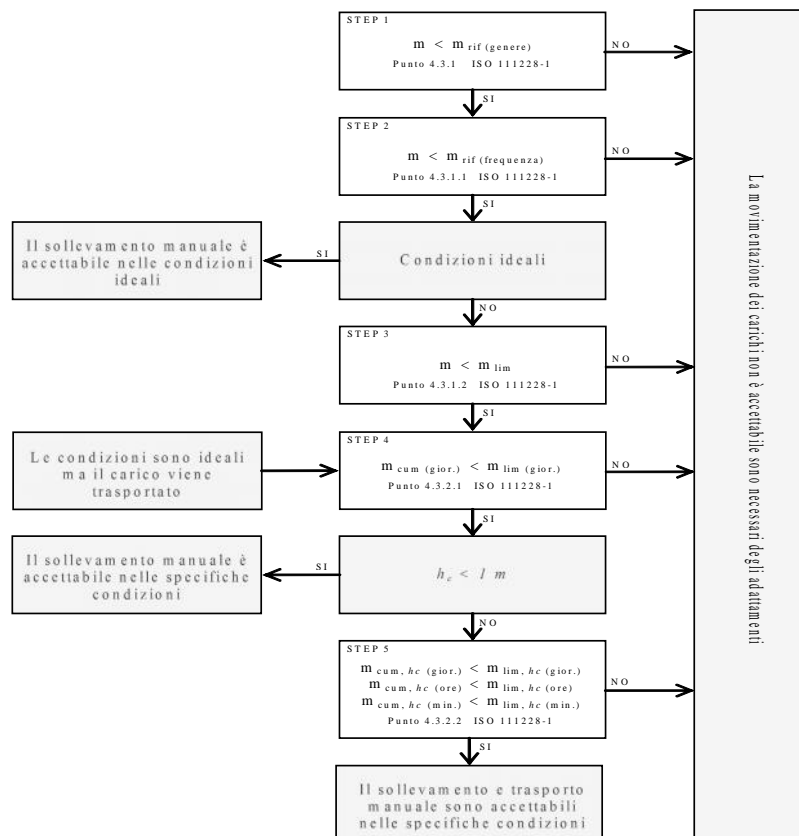 STEP 1
m < m rif (genere)
Punto 4.3.1 ISO 111228-1
NO
SI
STEP 2
m < m rif (frequenza)
Punto 4.3.1.1 ISO 111228-1
NO
SI
Il sollevamento manuale è
accettabile nelle condizioni
ideali
SI
Condizioni ideali
NO
STEP 3
m < m lim
Punto 4.3.1.2 ISO 111228-1
NO
SI
Le condizioni sono ideali
ma il carico viene
trasportato
STEP 4
m cum (gior.) < m lim (gior.)
Punto 4.3.2.1 ISO 111228-1
NO
SI
Il sollevamento manuale è
accettabile nelle specifiche
condizioni
SI
h c < 1 m
NO
STEP 5
m cum, hc (gior.) < m lim, hc (gior.)
m cum, hc (ore) < m lim, hc (ore)
m cum, hc (min.) < m lim, hc (min.)
Punto 4.3.2.2 ISO 111228-1
NO
SI
Il sollevamento e trasporto
manuale sono accettabili
nelle specifiche condizioni
La movimentazione dei carichi non è accettabile sono necessari degli adattamenti